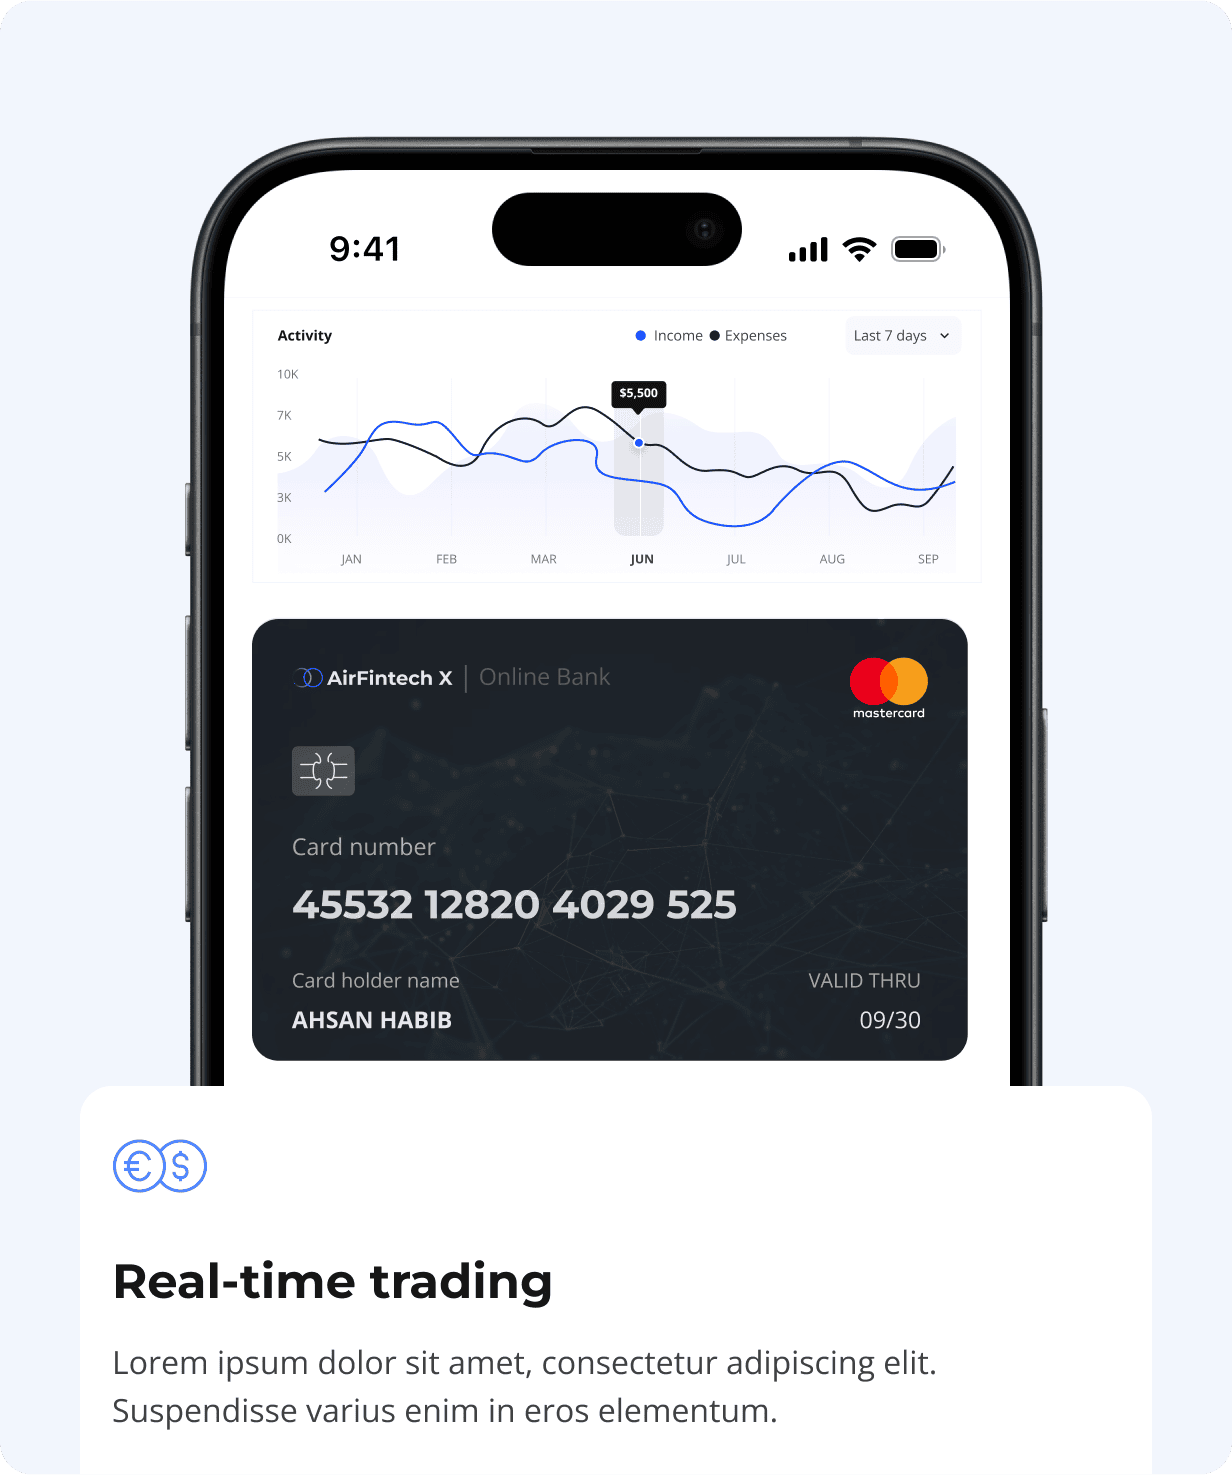 9:41
Activity
Income Expenses
Last 7 days
10K
$5,500
7K
5K
3K
0K
JAN FEB MAR JUN JUL AUG SEP
AirFintech X | Online Bank
mastercard
Card number
45532 12820 4029 525
Card holder name VALID THRU
AHSAN HABIB 09/30
€ $
Real-time trading
Lorem ipsum dolor sit amet, consectetur adipiscing elit.
Suspendisse varius enim in eros elementum.